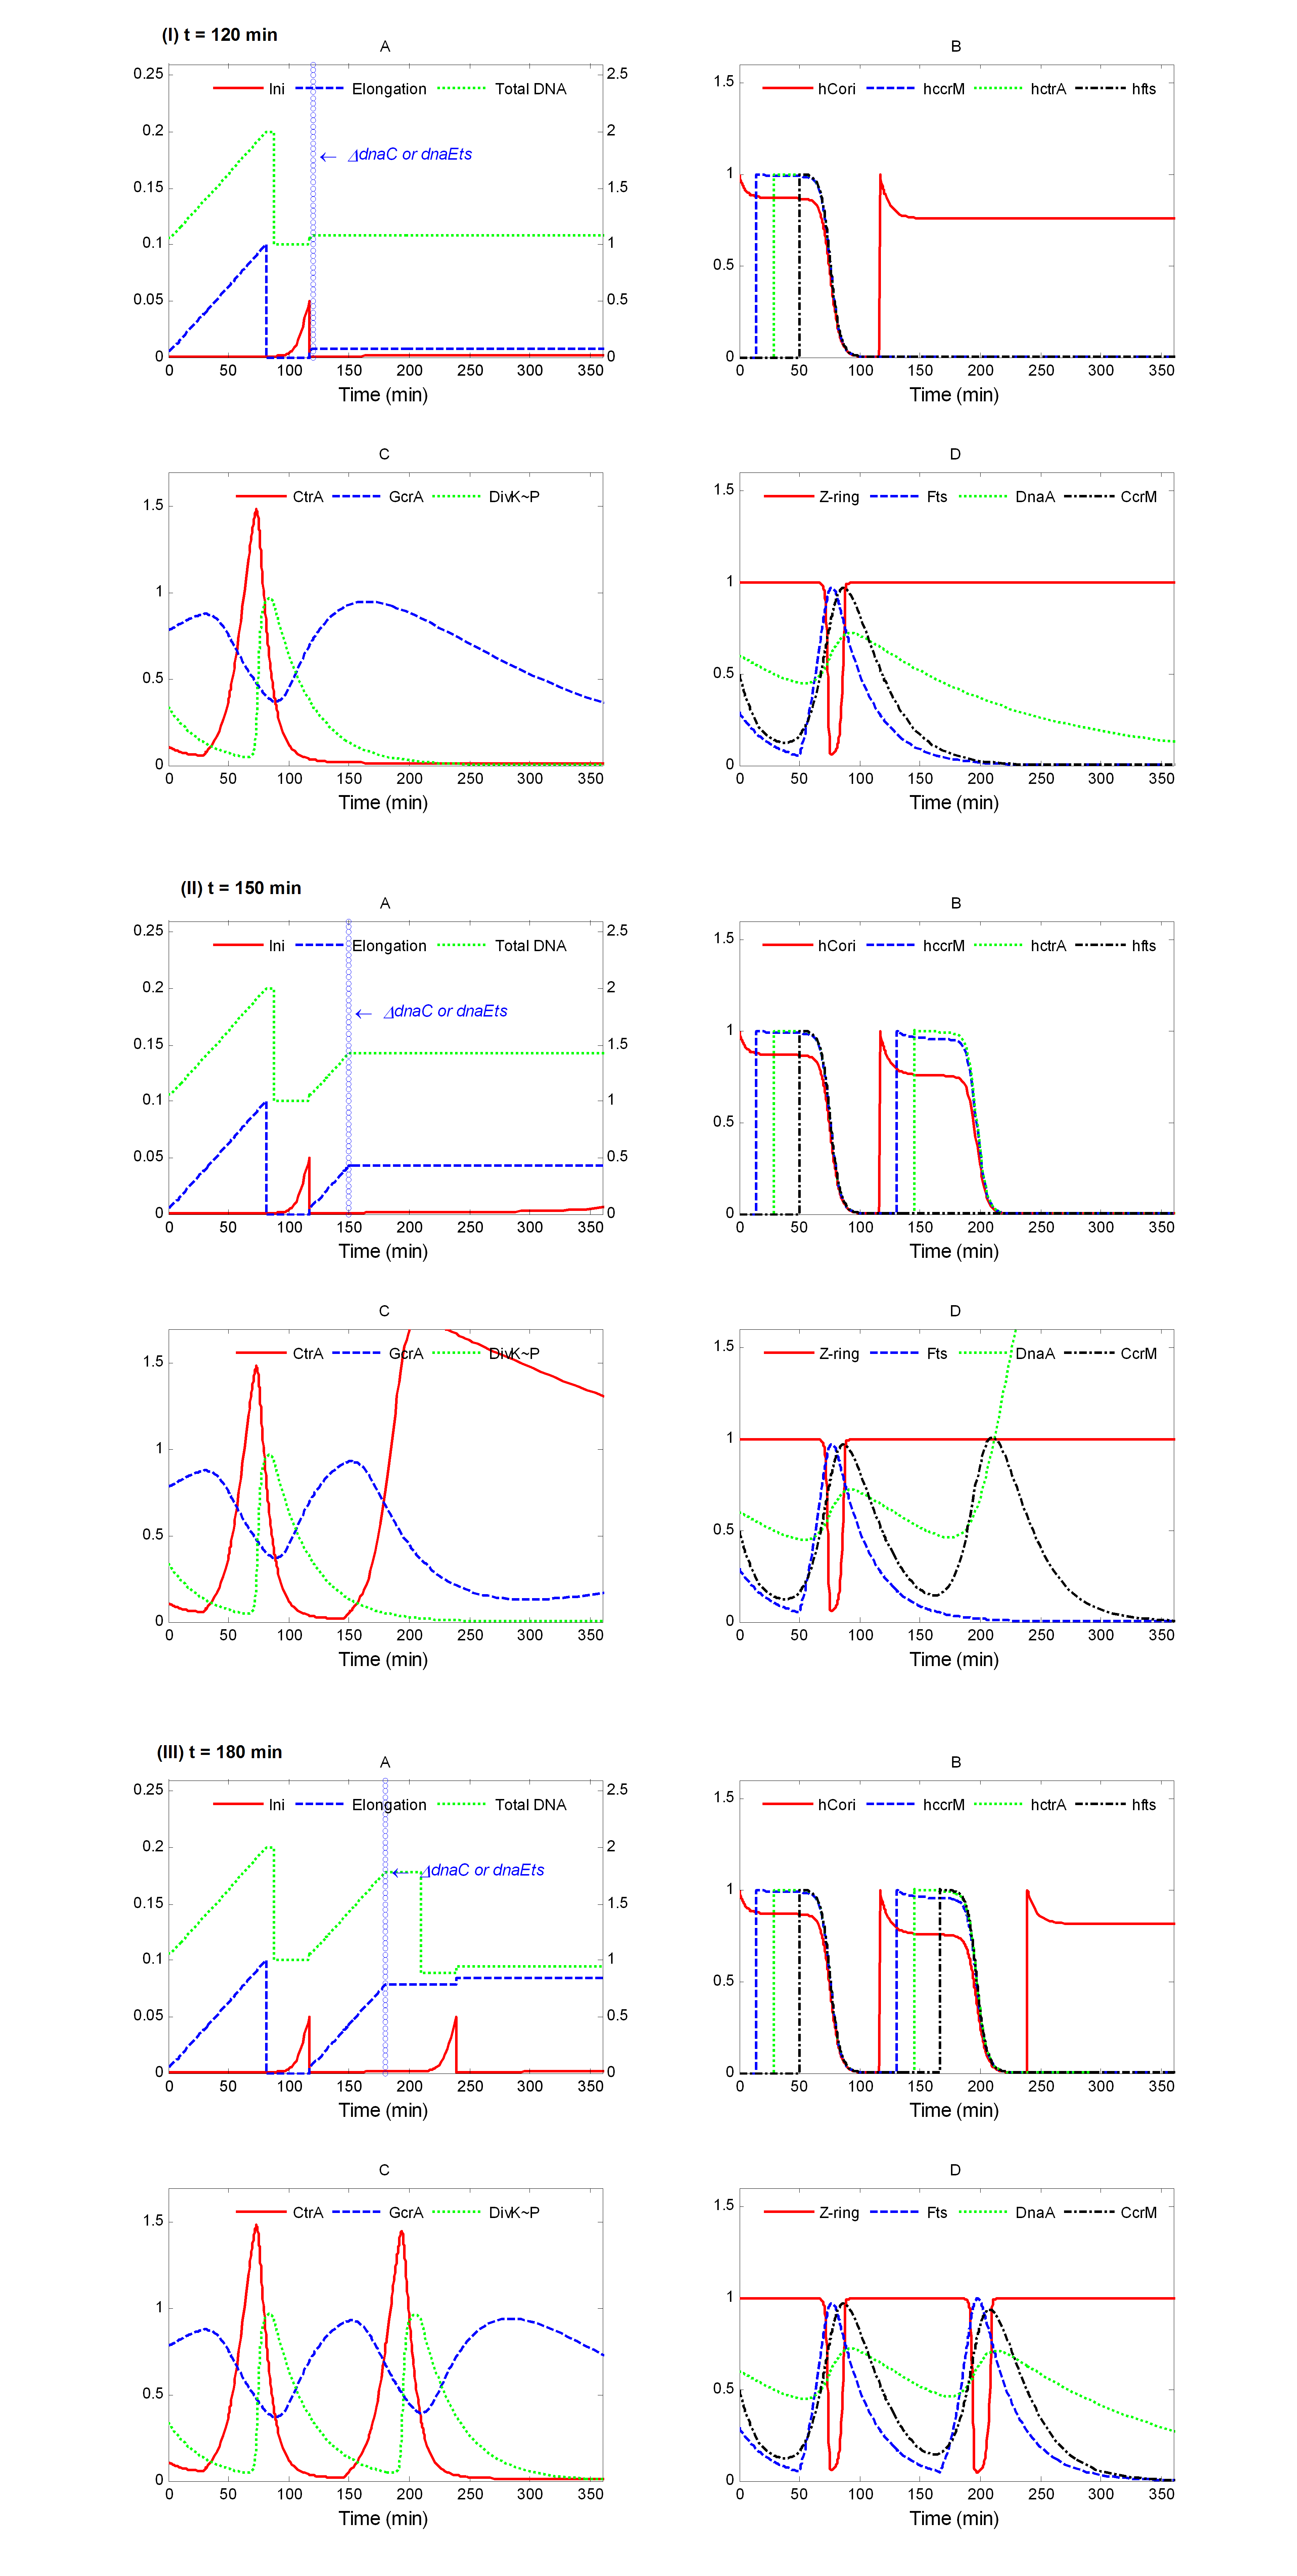 (I) t = 120 min
A
B
0.25
0.2
0.15
0.1
0.05
0
2.5
2
1.5
1
0.5
0
Ini Elongation Total DNA
← ΔdnaC or dnaEts
0 50 100 150 200 250 300 350
Time (min)
1.5
1
0.5
0
hCori hccrM hctrA hfts
0 50 100 150 200 250 300 350
Time (min)
C
D
1.5
1
0.5
0
CtrA GcrA DivK~P
0 50 100 150 200 250 300 350
Time (min)
1.5
1
0.5
0
Z-ring Fts DnaA CcrM
0 50 100 150 200 250 300 350
Time (min)
(II) t = 150 min
A
B
0.25
0.2
0.15
0.1
0.05
0
2.5
2
1.5
1
0.5
0
Ini Elongation Total DNA
← ΔdnaC or dnaEts
0 50 100 150 200 250 300 350
Time (min)
1.5
1
0.5
0
hCori hccrM hctrA hfts
0 50 100 150 200 250 300 350
Time (min)
C
D
1.5
1
0.5
0
CtrA GcrA DivK~P
0 50 100 150 200 250 300 350
Time (min)
1.5
1
0.5
0
Z-ring Fts DnaA CcrM
0 50 100 150 200 250 300 350
Time (min)
(III) t = 180 min
A
B
0.25
0.2
0.15
0.1
0.05
0
2.5
2
1.5
1
0.5
0
Ini Elongation Total DNA
← ΔdnaC or dnaEts
0 50 100 150 200 250 300 350
Time (min)
1.5
1
0.5
0
hCori hccrM hctrA hfts
0 50 100 150 200 250 300 350
Time (min)
C
D
1.5
1
0.5
0
CtrA GcrA DivK~P
0 50 100 150 200 250 300 350
Time (min)
1.5
1
0.5
0
Z-ring Fts DnaA CcrM
0 50 100 150 200 250 300 350
Time (min)